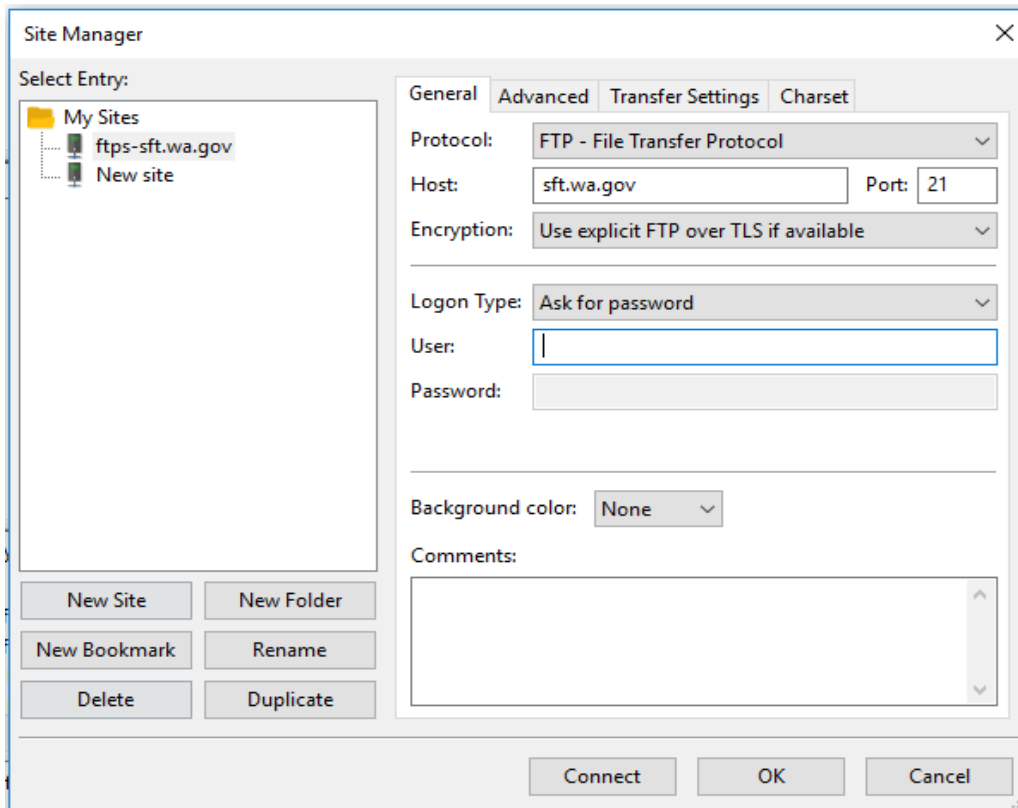 Site Manager
Select Entry:
My Sites
ftps-sft.wa.gov
New site
New Site New Folder
New Bookmark Rename
Delete Duplicate
General Advanced Transfer Settings Charset
Protocol: FTP - File Transfer Protocol
Host: sft.wa.gov Port: 21
Encryption: Use explicit FTP over TLS if available
Logon Type: Ask for password
User:
Password:
Background color: None
Comments:
Connect OK Cancel